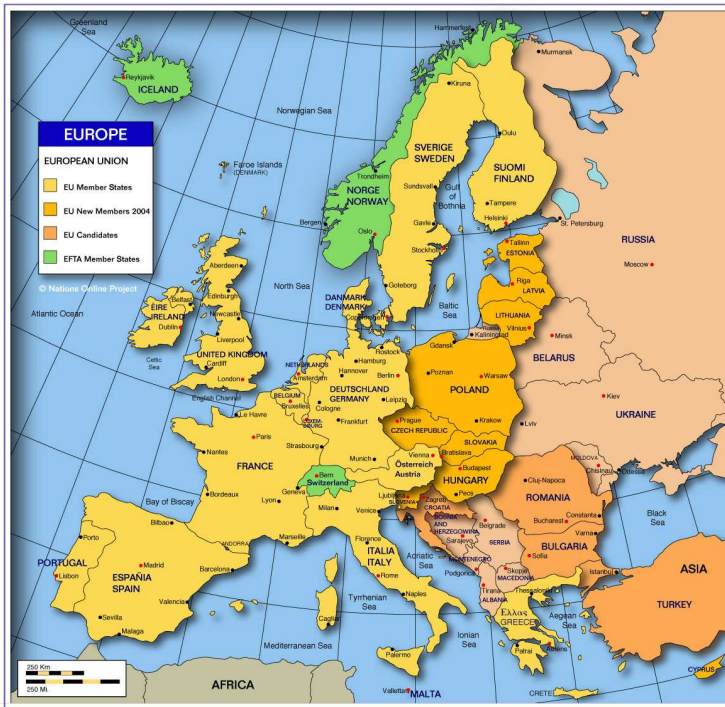 Greenland
Sea
Hammerfest
Murmansk
Reykjavik
ICELAND
Kiruna
Norwegian Sea
EUROPE
EUROPEAN UNION
EU Member States
EU New Members 2004
EU Candidates
EFTA Member States
© Nations Online Project
Faroe Islands
(DENMARK)
Oulu
SVERIGE
SWEDEN
SUOMI
FINLAND
Trondheim
NORGE
NORWAY
Sundsvall
Gulf
of
Bothnia
Tampere
Bergen
Gavle
Helsinki
St. Petersburg
Oslo
Stockholm
Tallinn
ESTONIA
RUSSIA
Moscow
Aberdeen
North Sea
Goteborg
Riga
LATVIA
Atlantic Ocean
Belfast
Edinburgh
DANMARK
DENMARK
Baltic
Sea
LITHUANIA
EIRE
IRELAND
Newcastle
Copenhagen
Russia
Kaliningrad
Vilnius
Minsk
Dublin
Liverpool
Gdansk
Celtic
Sea
UNITED KINGDOM
Rostock
Hamburg
BELARUS
Cardiff
NETHERLANDS
Amsterdam
Hannover
Berlin
Poznan
Warsaw
London
POLAND
English Channel
BELGIUM
Bruxelles
DEUTSCHLAND
GERMANY
Leipzig
Kiev
Le Havre
Cologne
LUXEM-
BOURG
Frankfurt
Prague
Krakow
Lviv
UKRAINE
Paris
CZECH REPUBLIC
Strasbourg
SLOVAKIA
Nantes
Munich
Vienna
Bratislava
MOLDOVA
FRANCE
Österreich
Austria
Budapest
Chisinau
Odessa
Bern
Switzerland
HUNGARY
Cluj-Napoca
Geneva
Ljubljana
Pecs
Bay of Biscay
Bordeaux
Lyon
SLOVENIA
Zagreb
ROMANIA
Milan
Venice
CROATIA
Belgrade
Bucharest
Constanta
BOSNIA
AND
HERZEGOWINA
Black
Sea
Bilbao
Marseille
Florence
Sarajevo
SERBIA
Varna
Porto
ANDORRA
ITALIA
ITALY
Adriatic
Sea
MONTENEGRO
Sofia
BULGARIA
ASIA
PORTUGAL
Madrid
Barcelona
Rome
Podgorica
Skopje
MACEDONIA
Istanbul
Lisbon
ESPAÑIA
SPAIN
Tirana
ALBANIA
Thessaloniki
TURKEY
Valencia
Tyrrhenian
Sea
Naples
Ελλας
GREECE
Aegean
Sea
Sevilla
Cagliari
Malaga
Mediterranean Sea
Palermo
Ionian
Sea
Patrai
Athens
250 Km
250 Mi.
AFRICA
Vallettan
MALTA
CRETE
CYPRUS